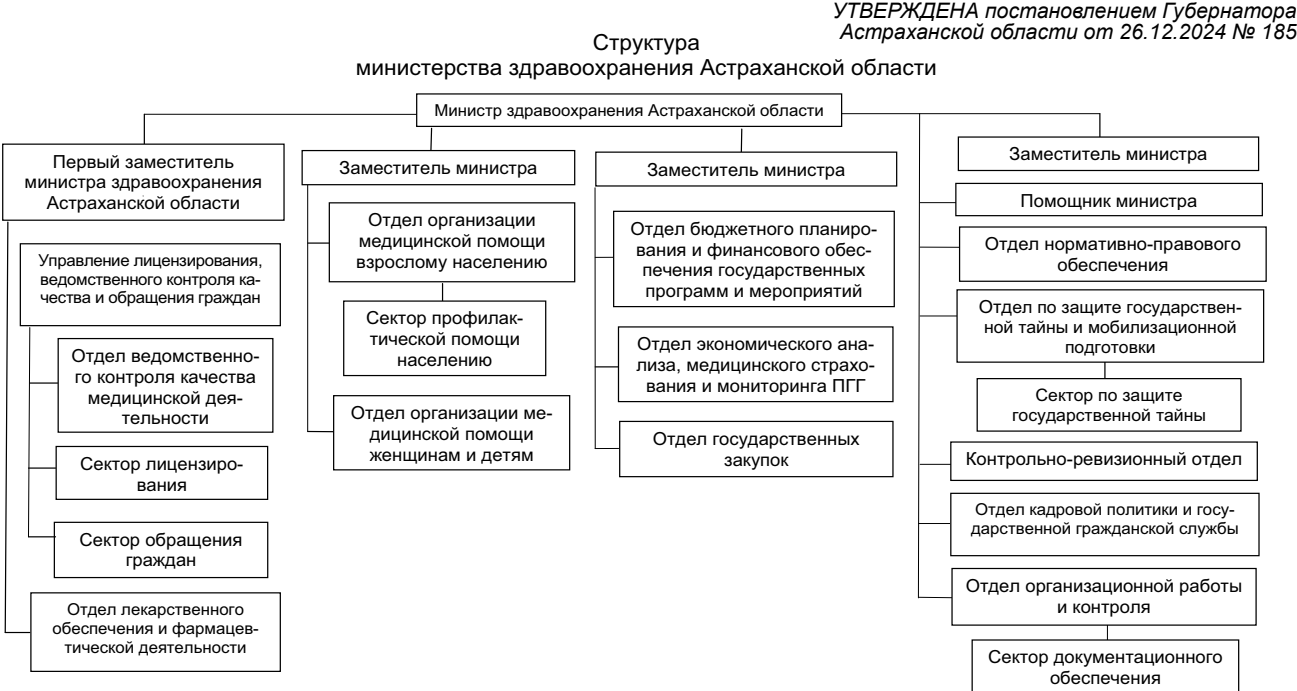 УТВЕРЖДЕНА постановлением Губернатора
Астраханской области от 26.12.2024 № 185
Структура
министерства здравоохранения Астраханской области
Министр здравоохранения Астраханской области
Первый заместитель
министра здравоохранения
Астраханской области
Управление лицензирования,
ведомственного контроля ка-
чества и обращения граждан
Отдел ведомственно-
го контроля качества
медицинской дея-
тельности
Сектор лицензиро-
вания
Сектор обращения
граждан
Отдел лекарственного
обеспечения и фармацев-
тической деятельности
Заместитель министра
Отдел организации
медицинской помощи
взрослому населению
Сектор профилак-
тической помощи
населению
Отдел организации ме-
дицинской помощи
женщинам и детям
Заместитель министра
Отдел бюджетного планиро-
вания и финансового обес-
печения государственных
программ и мероприятий
Отдел экономического ана-
лиза, медицинского страхо-
вания и мониторинга ПГГ
Отдел государственных
закупок
Заместитель министра
Помощник министра
Отдел нормативно-правового
обеспечения
Отдел по защите государствен-
ной тайны и мобилизационной
подготовки
Сектор по защите
государственной тайны
Контрольно-ревизионный отдел
Отдел кадровой политики и госу-
дарственной гражданской службы
Отдел организационной работы
и контроля
Сектор документационного
обеспечения